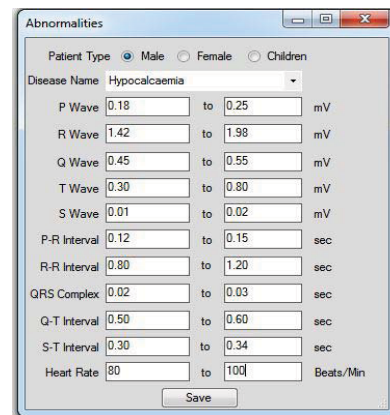 Abnormalities
Patient Type Male Female Children
Disease Name Hypocalcaemia
P Wave 0.18 to 0.25 mV
R Wave 1.42 to 1.98 mV
Q Wave 0.45 to 0.55 mV
T Wave 0.30 to 0.80 mV
S Wave 0.01 to 0.02 mV
P-R Interval 0.12 to 0.15 sec
R-R Interval 0.80 to 1.20 sec
QRS Complex 0.02 to 0.03 sec
Q-T Interval 0.50 to 0.60 sec
S-T Interval 0.30 to 0.34 sec
Heart Rate 80 to 100 Beats/Min
Save